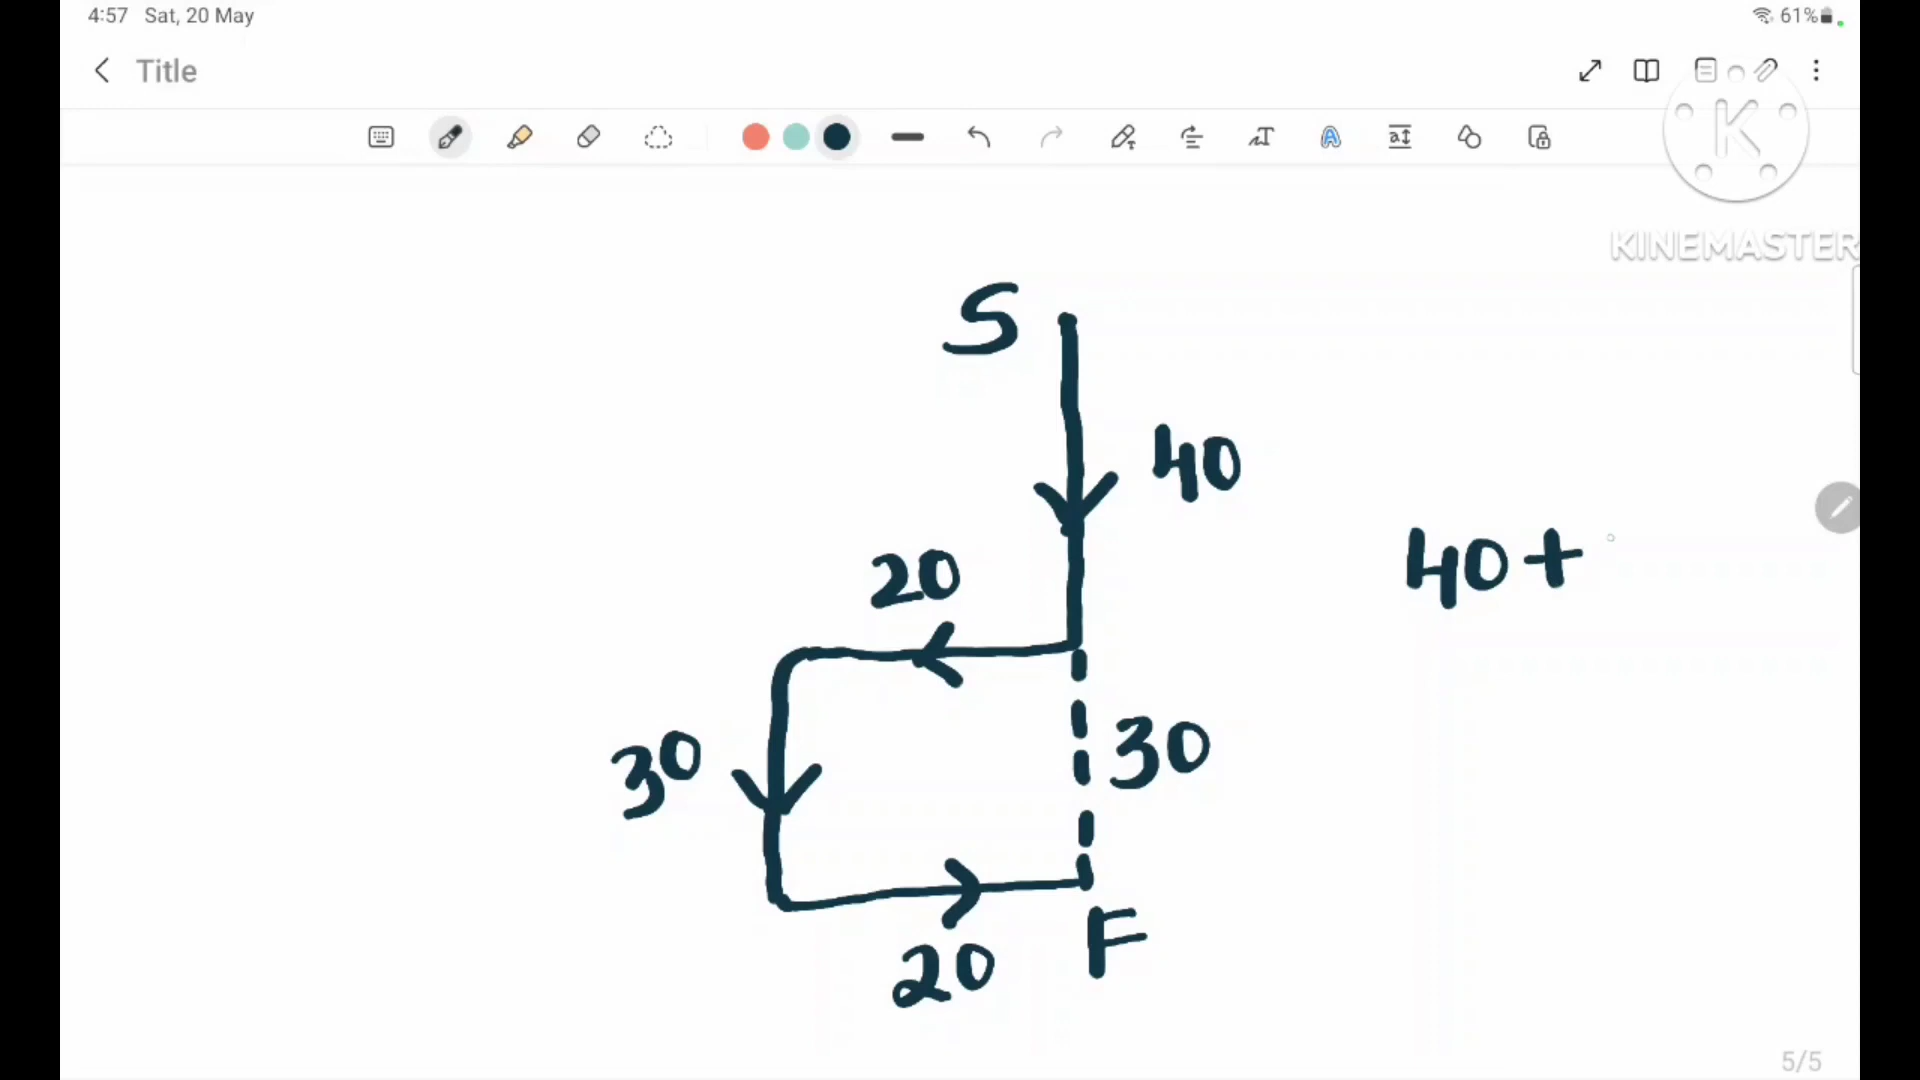 4:57 Sat, 20 May
61%
Title
K
KINEMASTER
S
40
40+
20
30
30
20
F
5/5